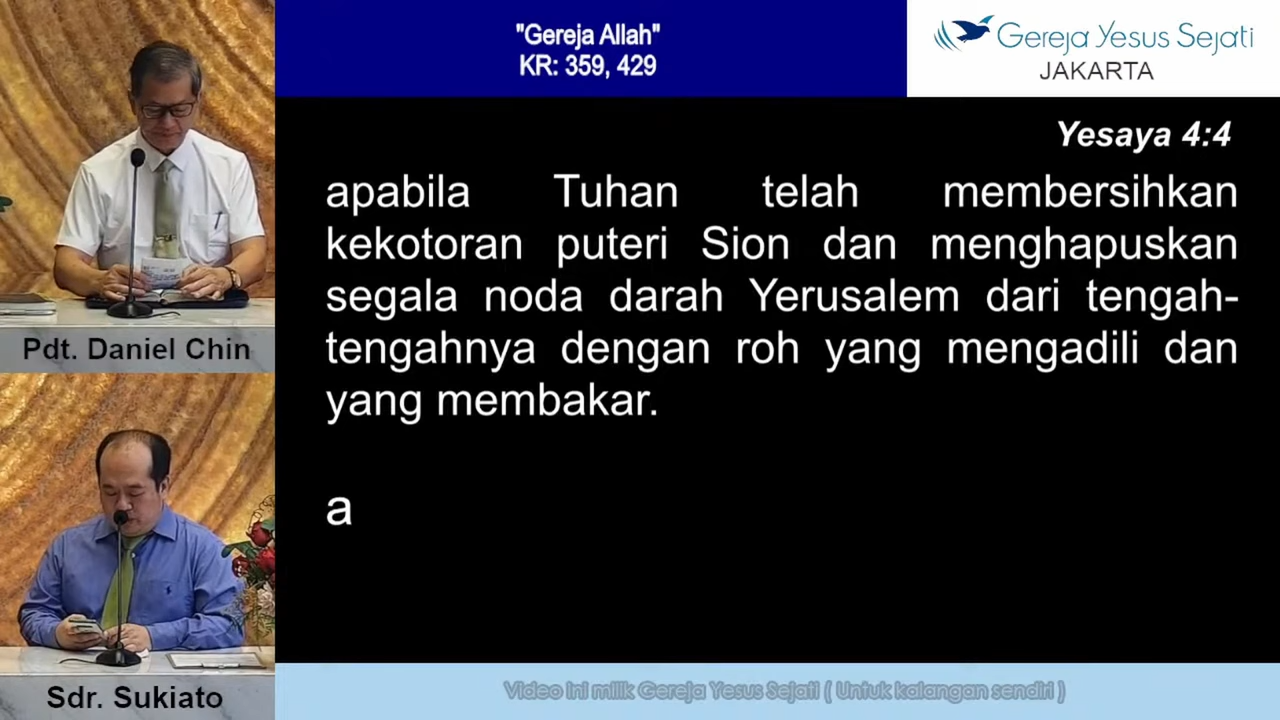 "Gereja Allah"
KR: 359, 429
Gereja Yesus Sejati
JAKARTA
Yesaya 4:4
apabila Tuhan telah membersihkan
kekotoran puteri Sion dan menghapuskan
segala noda darah Yerusalem dari tengah-
tengahnya dengan roh yang mengadili dan
yang membakar.
a
Pdt. Daniel Chin
Sdr. Sukiato
Video ini milik Gereja Yesus Sejati ( Untuk kalangan sendiri )